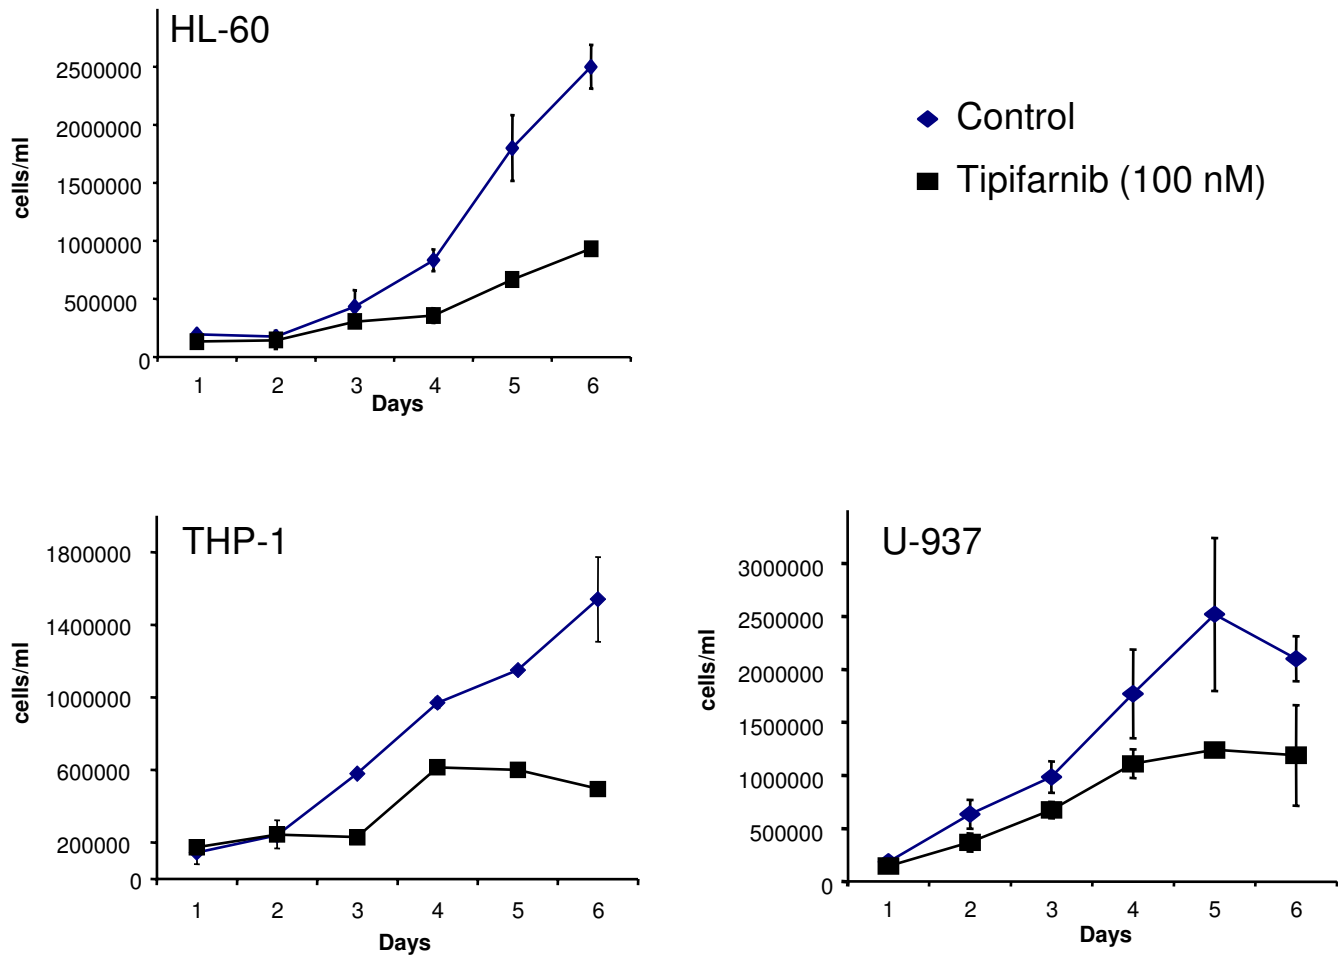 HL-60
2500000
2000000
1500000
1000000
500000
0
cells/ml
1 2 3 4 5 6
Days
Control
Tipifarnib (100 nM)
THP-1
1800000
1400000
1000000
600000
200000
0
cells/ml
1 2 3 4 5 6
Days
U-937
3000000
2500000
2000000
1500000
1000000
500000
0
cells/ml
1 2 3 4 5 6
Days